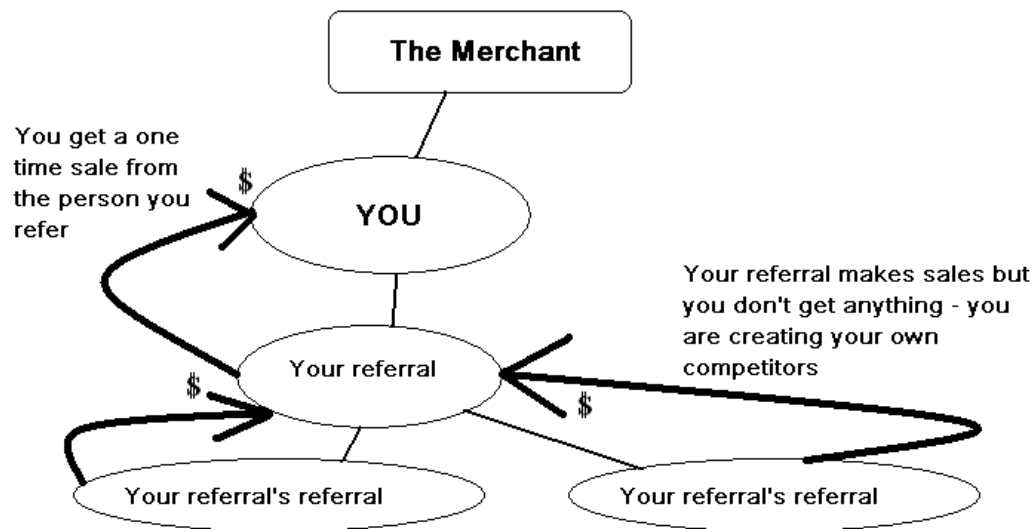 The Merchant
You get a one
time sale from
the person you
refer
$
YOU
Your referral makes sales but
you don't get anything - you
are creating your own
competitors
Your referral
$
$
Your referral's referral
Your referral's referral